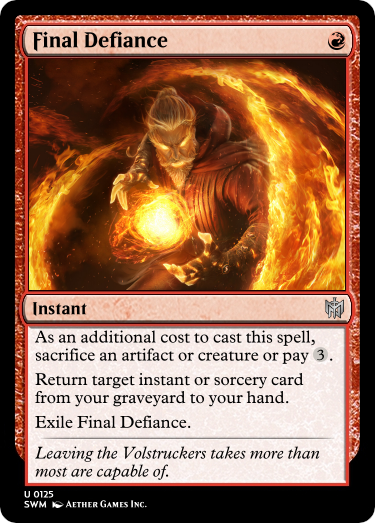 Final Defiance
Instant
As an additional cost to cast this spell,
sacrifice an artifact or creature or pay 3.
Return target instant or sorcery card
from your graveyard to your hand.
Exile Final Defiance.
Leaving the Volstruckers takes more than
most are capable of.
U 0125
SWM Aether Games Inc.